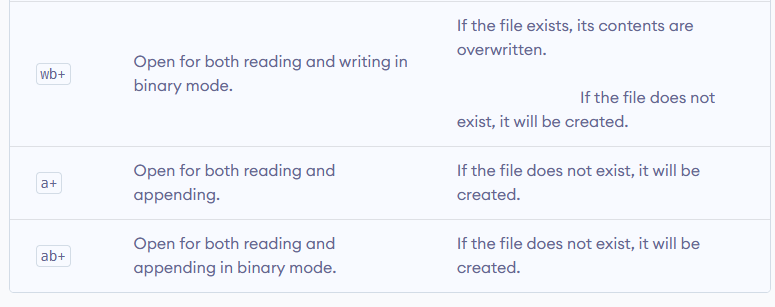 If the file exists, its contents are
overwritten.
wb+
Open for both reading and writing in
binary mode.
If the file does not
exist, it will be created.
a+
Open for both reading and
appending.
If the file does not exist, it will be
created.
ab+
Open for both reading and
appending in binary mode.
If the file does not exist, it will be
created.